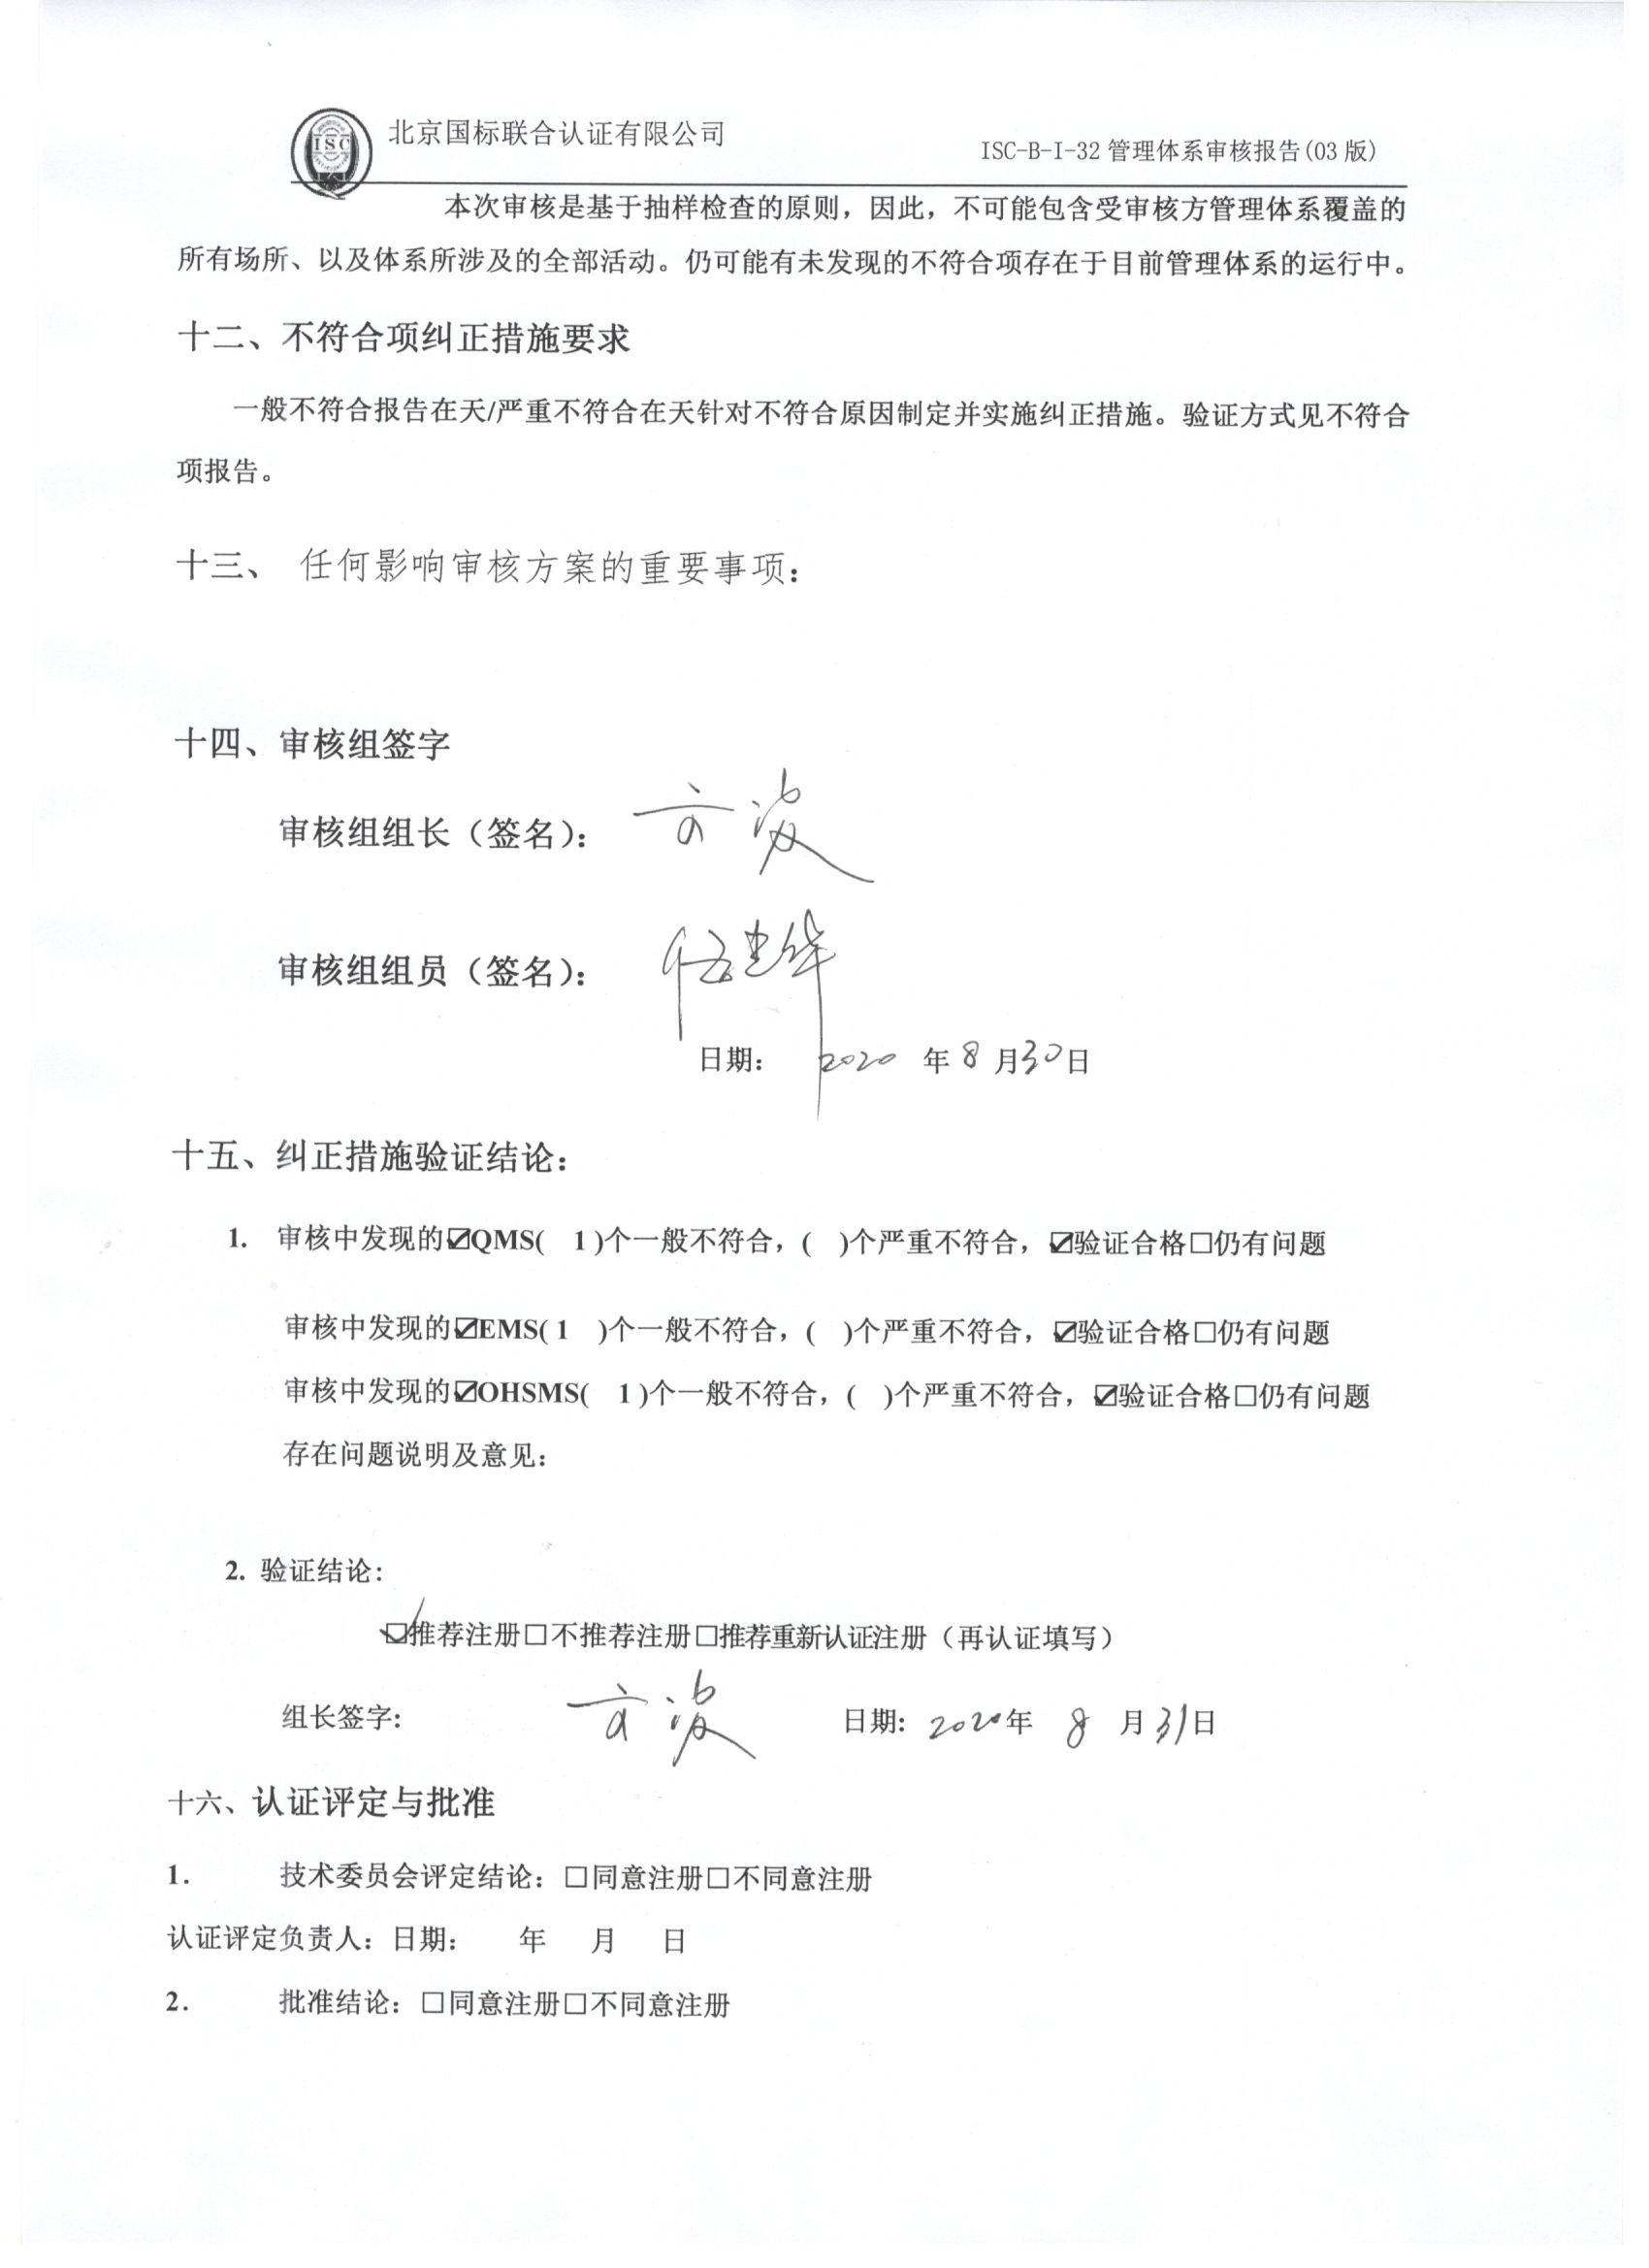 ISC
北京国标联合认证有限公司
ISC-B-I-32 管理体系审核报告(03 版)
本次审核是基于抽样检查的原则，因此，不可能包含受审核方管理体系覆盖的
所有场所、以及体系所涉及的全部活动。仍可能有未发现的不符合项存在于目前管理体系的运行中。
十二、不符合项纠正措施要求
一般不符合报告在天/严重不符合在天针对不符合原因制定并实施纠正措施。验证方式见不符合
项报告。
十三、 任何影响审核方案的重要事项：
十四、审核组签字
审核组组长（签名）：
审核组组员（签名）： 伍建华
日期： 2020 年 8 月 30 日
十五、纠正措施验证结论：
1. 审核中发现的☑QMS( 1 )个一般不符合，( )个严重不符合，☑验证合格□仍有问题
审核中发现的☑EMS( 1 )个一般不符合，( )个严重不符合，☑验证合格□仍有问题
审核中发现的☑OHSMS( 1 )个一般不符合，( )个严重不符合，☑验证合格□仍有问题
存在问题说明及意见：
2. 验证结论：
☑推荐注册□不推荐注册□推荐重新认证注册（再认证填写）
组长签字: 日期: 2020年 8 月 31日
十六、认证评定与批准
1. 技术委员会评定结论：□同意注册□不同意注册
认证评定负责人：日期： 年 月 日
2. 批准结论：□同意注册□不同意注册